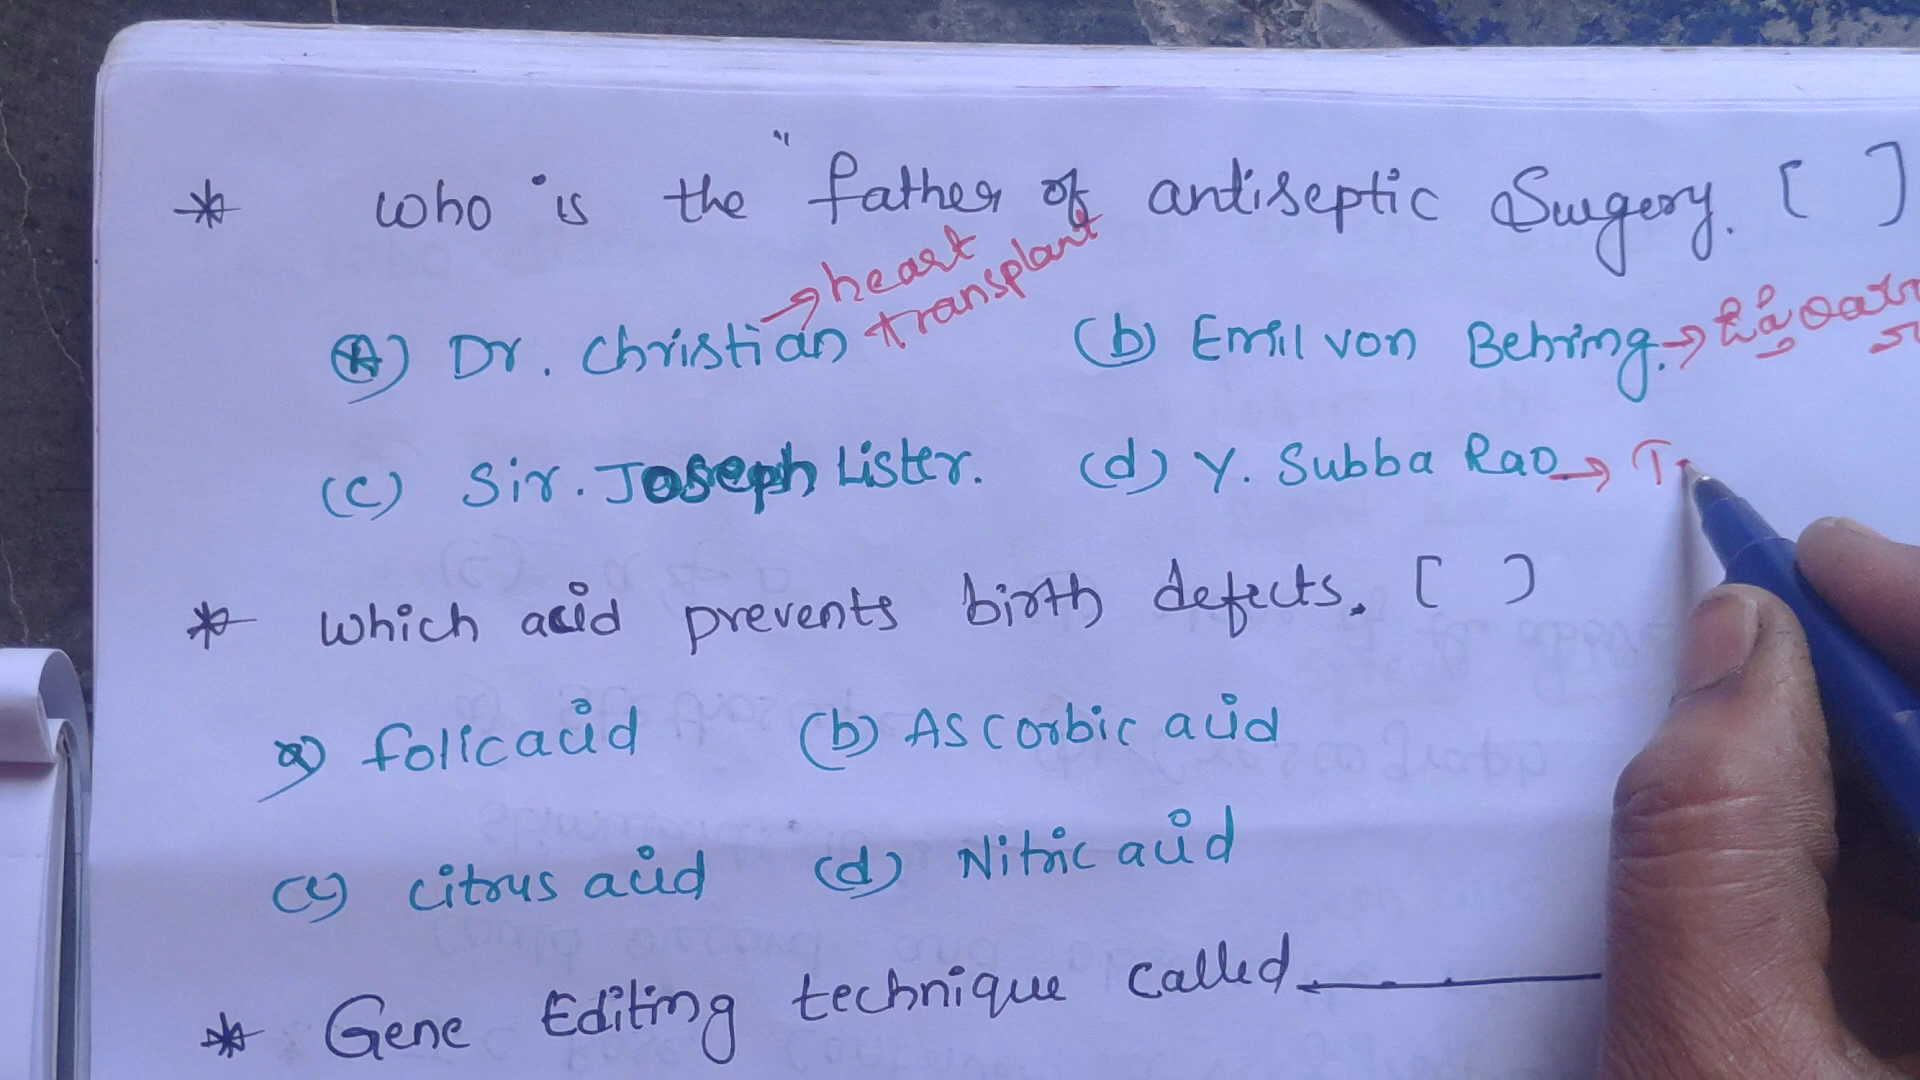 * Who is the "father of antiseptic Sugery. [ ]
→ heart
transplant
(A) Dr. Christian (b) Emil von Behring. →
(c) Sir. Joseph Lister. (d) Y. Subba Rao → T
* Which acid prevents birth defects. [ ]
a) folic acid (b) Ascorbic acid
c) citrus acid (d) Nitric acid
* Gene Editing technique called